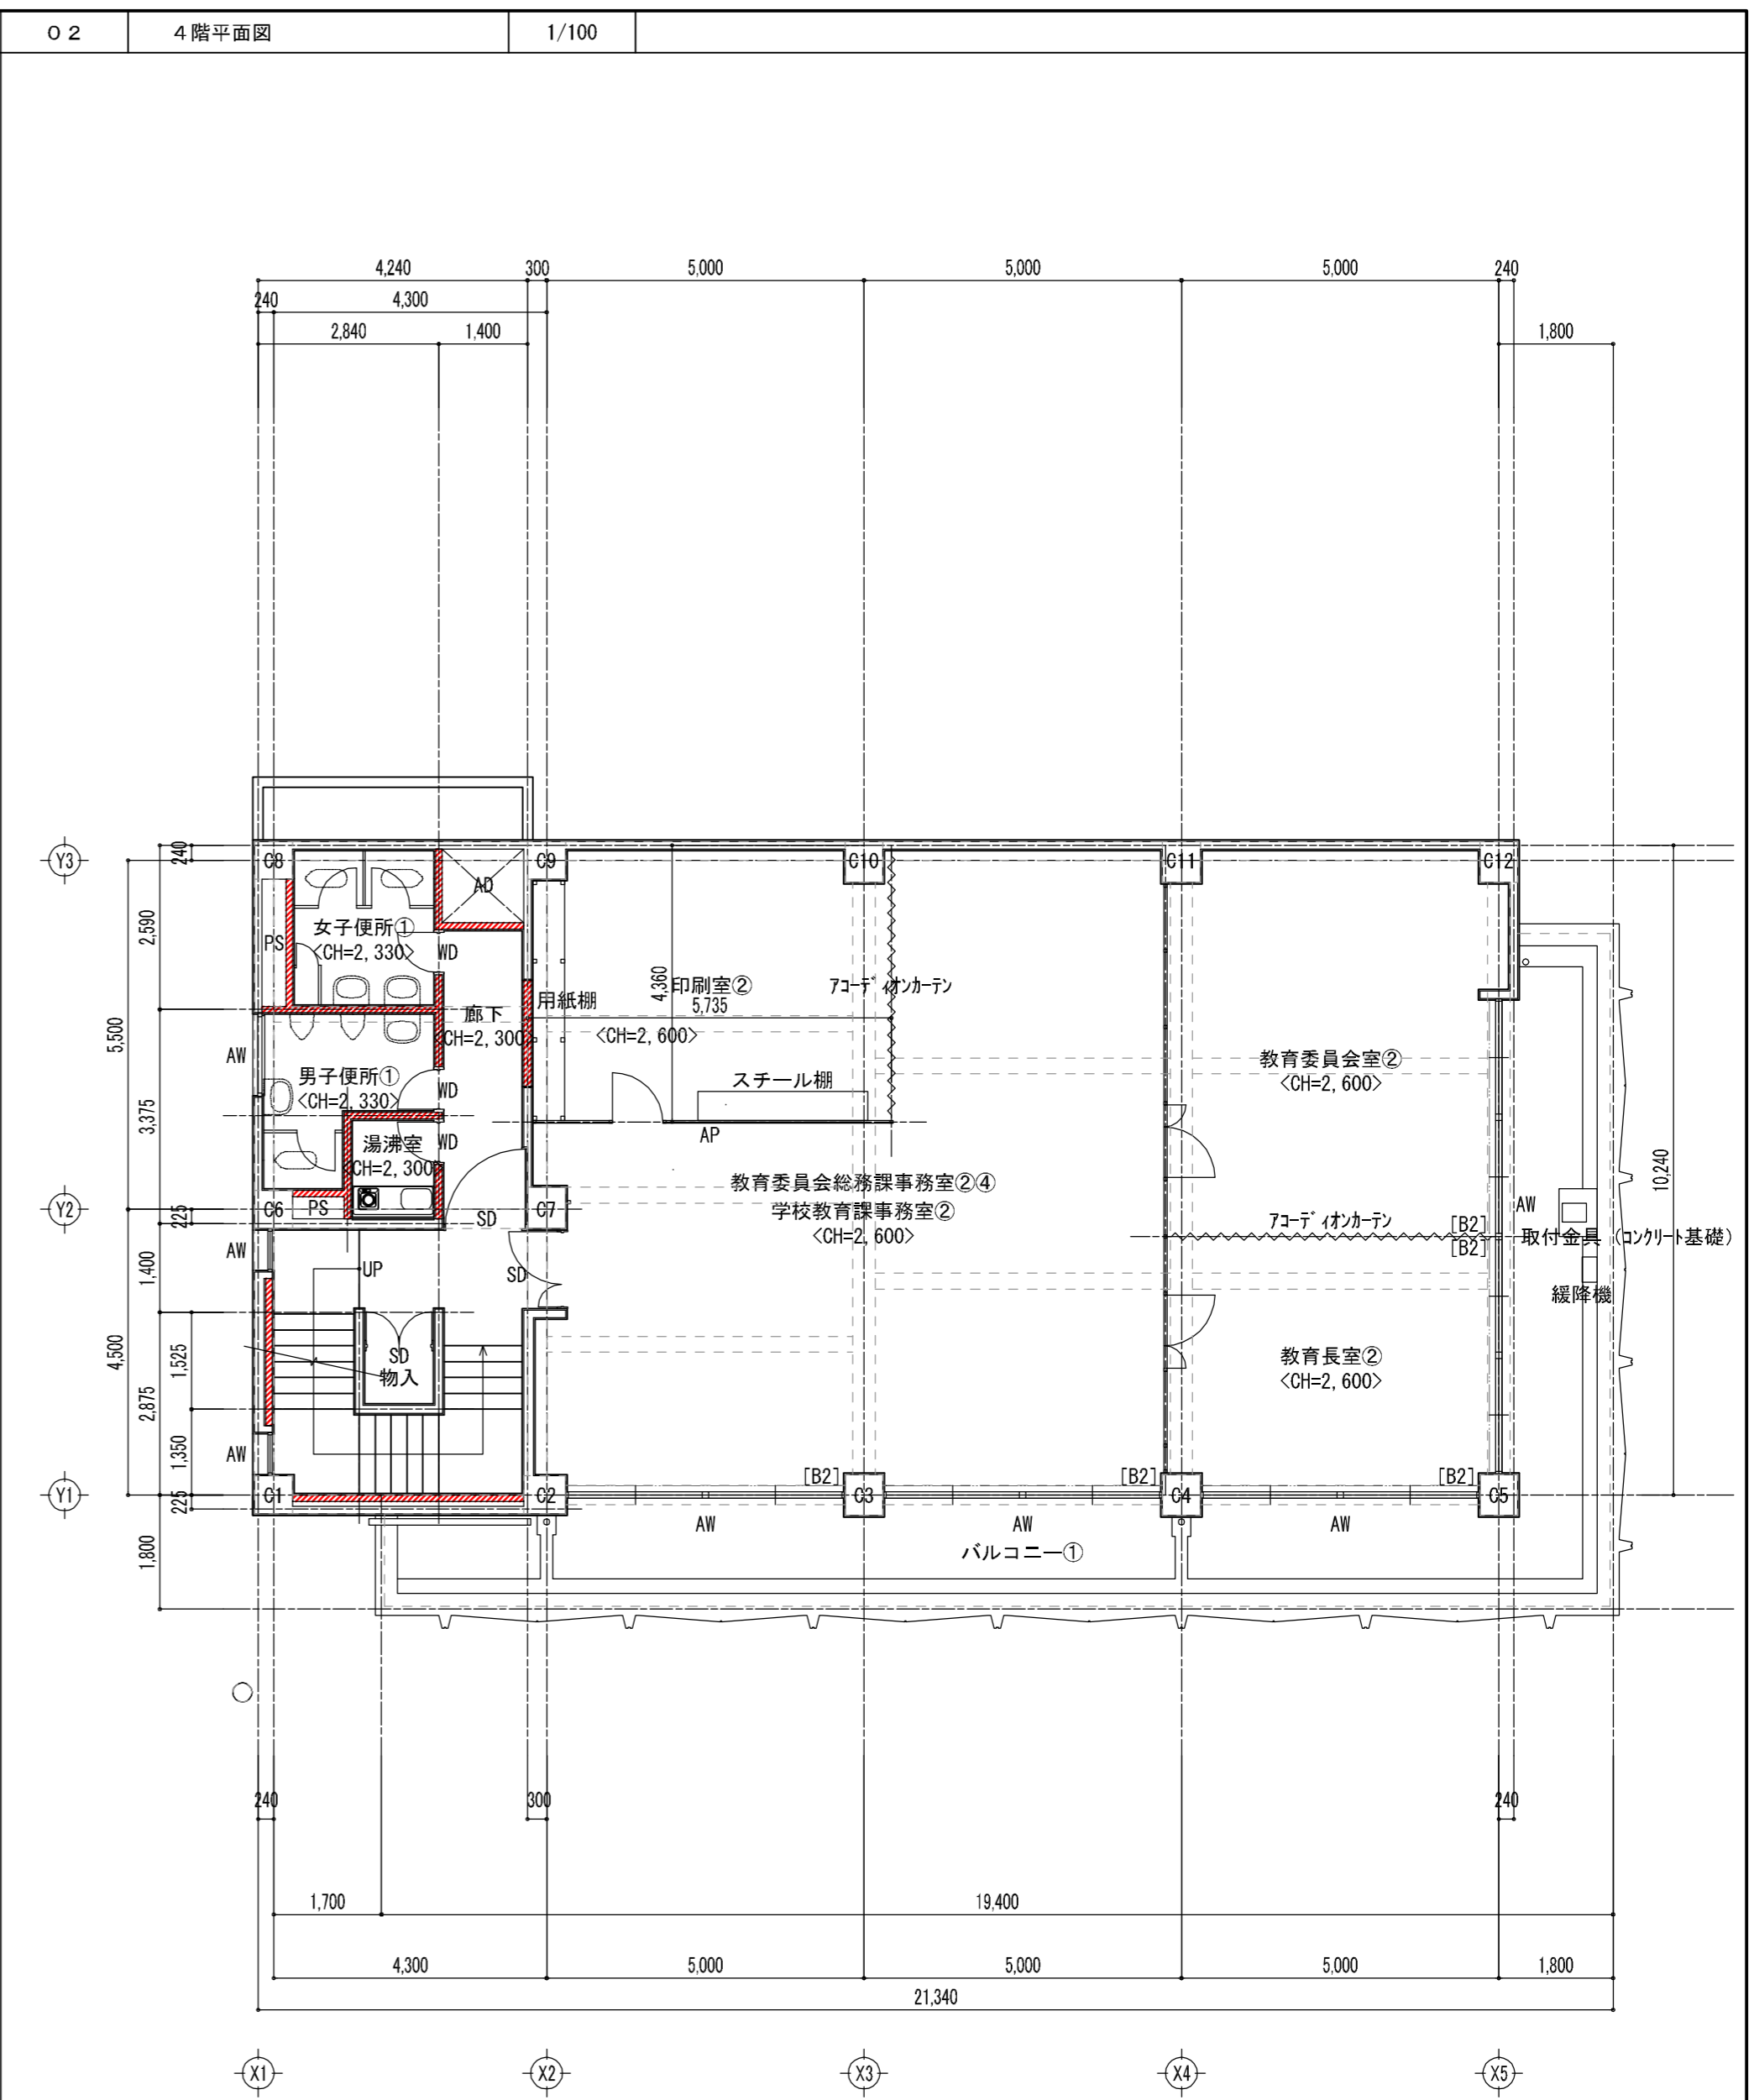 02 4階平面図 1/100
4,240 300 5,000 5,000 5,000 240
240 4,300
2,840 1,400 1,800
Y3
240
C8 C9 C10 C11 C12
AD
2,590
女子便所①
<CH=2,330>
PS
WD
4,360
印刷室②
5,735
アコーディオンカーテン
用紙棚
廊下
CH=2,300
<CH=2,600>
5,500
AW
教育委員会室②
<CH=2,600>
男子便所①
<CH=2,330>
WD
スチール棚
3,375
AP
湯沸室
CH=2,300
WD
10,240
教育委員会総務課事務室②④
学校教育課事務室②
<CH=2,600>
Y2
225
C6 PS C7
SD
AW
アコーディオンカーテン
[B2]
[B2]
取付金具(コンクリート基礎)
緩降機
AW
1,400
UP
SD
4,500
1,525
2,875
SD
物入
教育長室②
<CH=2,600>
1,350
AW
[B2] [B2] [B2]
Y1
C1 C2 C3 C4 C5
225
AW AW AW
バルコニー①
1,800
240 300 240
1,700 19,400
4,300 5,000 5,000 5,000 1,800
21,340
X1 X2 X3 X4 X5